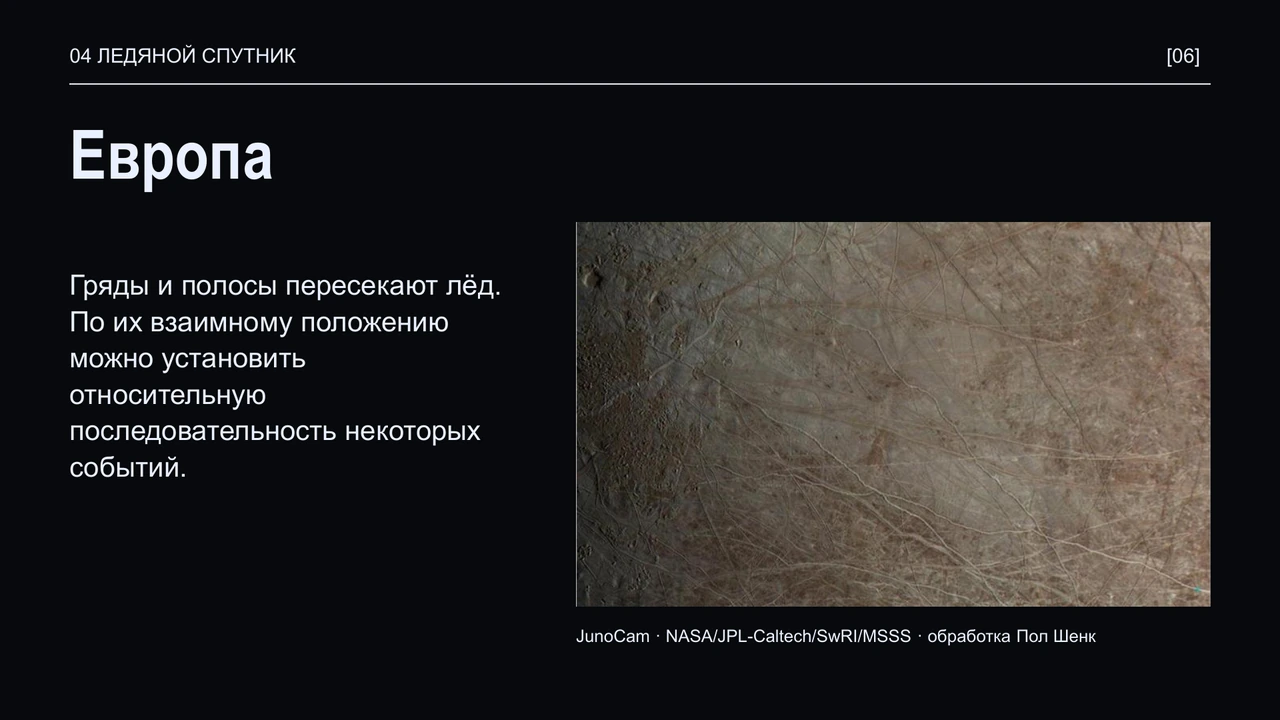 04 ЛЕДЯНОЙ СПУТНИК
[06]
Европа
Гряды и полосы пересекают лёд.
По их взаимному положению
можно установить
относительную
последовательность некоторых
событий.
JunoCam · NASA/JPL-Caltech/SwRI/MSSS · обработка Пол Шенк